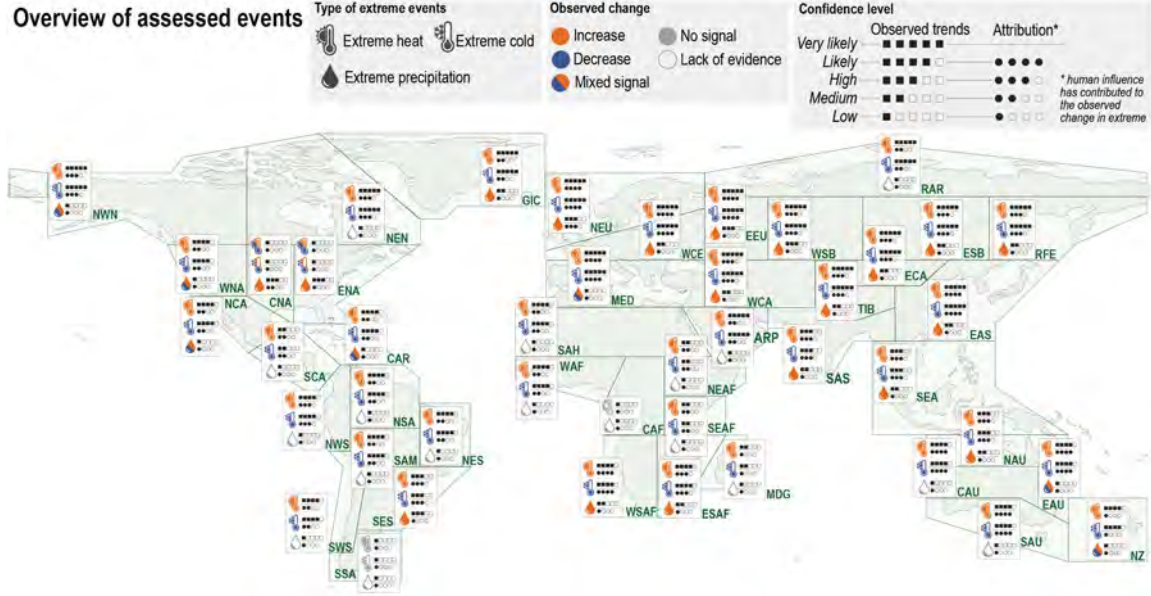 Overview of assessed events
Type of extreme events
Extreme heat
Extreme cold
Extreme precipitation
Observed change
Increase
No signal
Decrease
Lack of evidence
Mixed signal
Confidence level
Observed trends
Attribution*
Very likely
Likely
High
Medium
Low
* human influence
has contributed to
the observed
change in extreme
RAR
GIC
NWN
NEN
NEU
WCE
EEU
WSB
ECA
ESB
RFE
WNA
CNA
ENA
MED
WCA
TIB
EAS
NCA
SCA
CAR
SAH
WAF
ARP
NEAF
SAS
SEA
NWS
NSA
SAM
NES
CAF
SEAF
NAU
CAU
EAU
WSAF
ESAF
MDG
SES
SWS
SSA
SAU
NZ